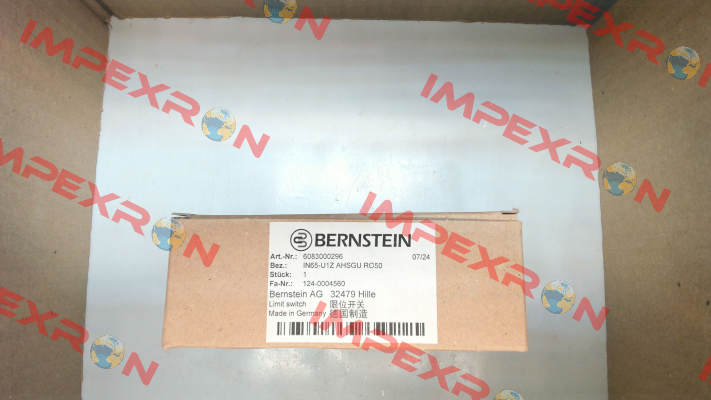 BERNSTEIN
Art.-Nr.: 6083000296 07/24
Bez.: IN65-U1Z AHSGU RO50
Stück: 1
Fa-Nr.: 124-0004560
Bernstein AG 32479 Hille
Limit switch 限位开关
Made in Germany 德国制造
IMPEXRON
IMPEXRON
IMPEXRON
IMPEXRON
IMPEXRON
IMPEXRON